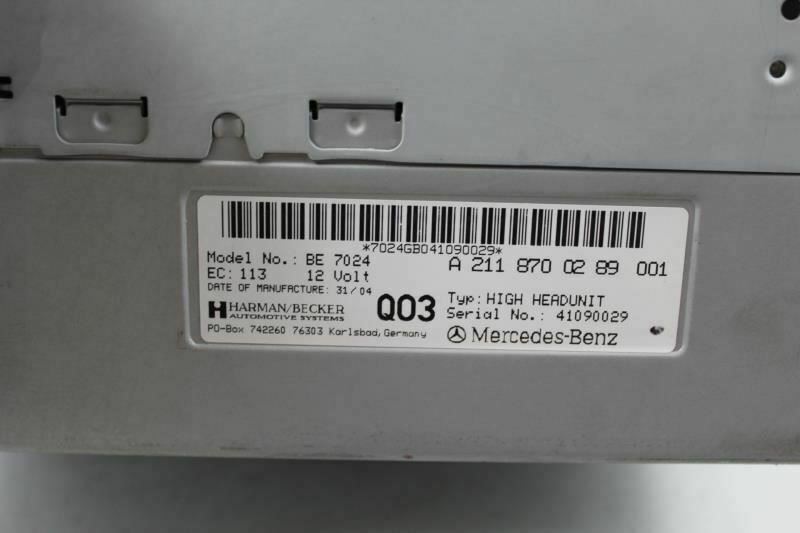 *7024GB041090029*
Model No.: BE 7024
A 211 870 02 89 001
EC: 113 12 Volt
DATE OF MANUFACTURE: 31/04
HARMAN/BECKER
AUTOMOTIVE SYSTEMS
Q03
Typ: HIGH HEADUNIT
Serial No.: 41090029
PO-Box 742260 76303 Karlsbad, Germany
Mercedes-Benz